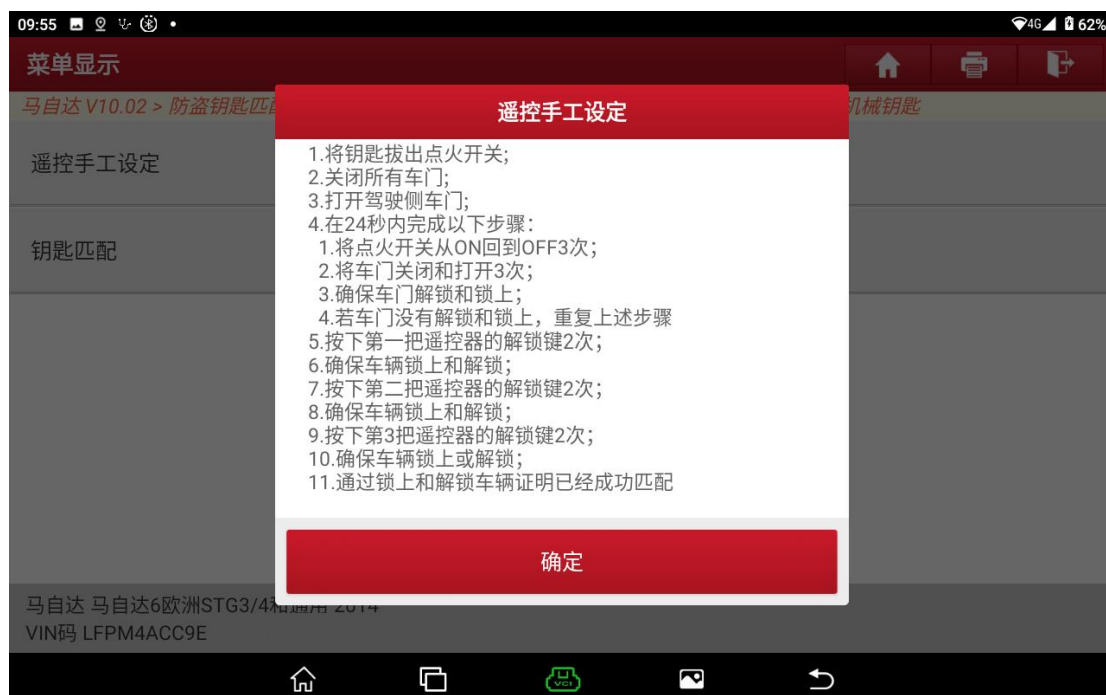 09:55
4G 62%
菜单显示
马自达 V10.02 > 防盗钥匙匹
机械钥匙
遥控手工设定
遥控手工设定
钥匙匹配
1.将钥匙拔出点火开关;
2.关闭所有车门;
3.打开驾驶侧车门;
4.在24秒内完成以下步骤：
1.将点火开关从ON回到OFF3次；
2.将车门关闭和打开3次；
3.确保车门解锁和锁上；
4.若车门没有解锁和锁上，重复上述步骤
5.按下第一把遥控器的解锁键2次；
6.确保车辆锁上和解锁；
7.按下第二把遥控器的解锁键2次；
8.确保车辆锁上和解锁；
9.按下第3把遥控器的解锁键2次；
10.确保车辆锁上或解锁；
11.通过锁上和解锁车辆证明已经成功匹配
确定
马自达 马自达6欧洲STG3/4和通用 2014
VIN码 LFPM4ACC9E
VCI